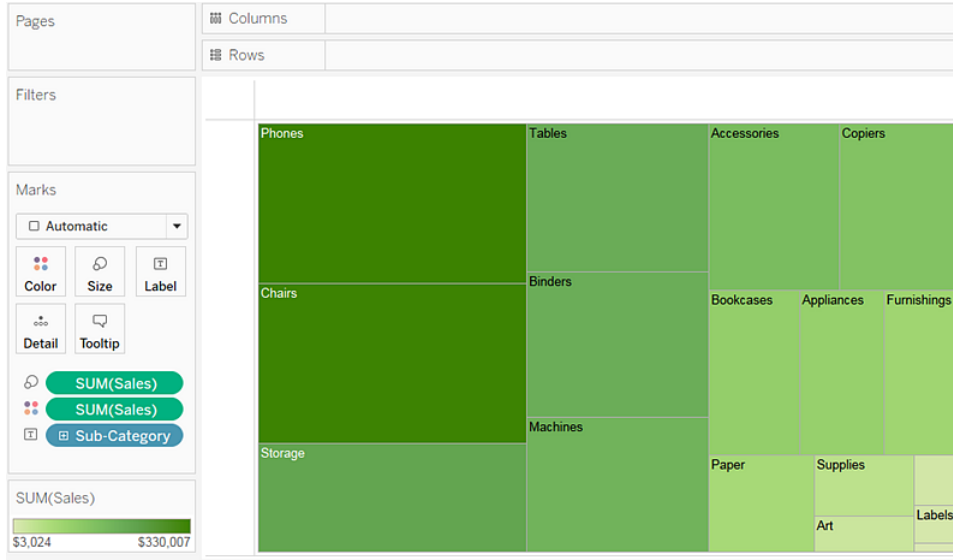 Pages
Columns
Rows
Filters
Marks
Automatic
Color
Size
Label
Detail
Tooltip
SUM(Sales)
SUM(Sales)
Sub-Category
SUM(Sales)
$3,024
$330,007
Phones
Chairs
Storage
Tables
Binders
Machines
Accessories
Copiers
Bookcases
Appliances
Furnishings
Paper
Supplies
Art
Labels